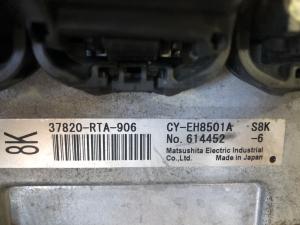 8K
37820-RTA-906
CY-EH8501A S8K
No. 614452 -6
Matsushita Electric Industrial
Co.,Ltd. Made in Japan